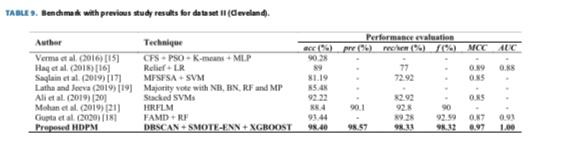 TABLE 9. Benchmark with previous study results for dataset II (Cleveland).
Performance evaluation
Author Technique acc (%) pre (%) rec/sen (%) f(%) MCC AUC
Verma et al. (2016) [15] CFS + PSO + K-means + MLP 90.28 - - - - -
Haq et al. (2018) [16] Relief + LR 89 - 77 - 0.89 0.88
Saqlain et al. (2019) [17] MFSFSA + SVM 81.19 - 72.92 - 0.85 -
Latha and Jeeva (2019) [19] Majority vote with NB, BN, RF and MP 85.48 - - - - -
Ali et al. (2019) [20] Stacked SVMs 92.22 - 82.92 - 0.85 -
Mohan et al. (2019) [21] HRFLM 88.4 90.1 92.8 90 - -
Gupta et al. (2020) [18] FAMD + RF 93.44 - 89.28 92.59 0.87 0.93
Proposed HDPM DBSCAN + SMOTE-ENN + XGBOOST 98.40 98.57 98.33 98.32 0.97 1.00